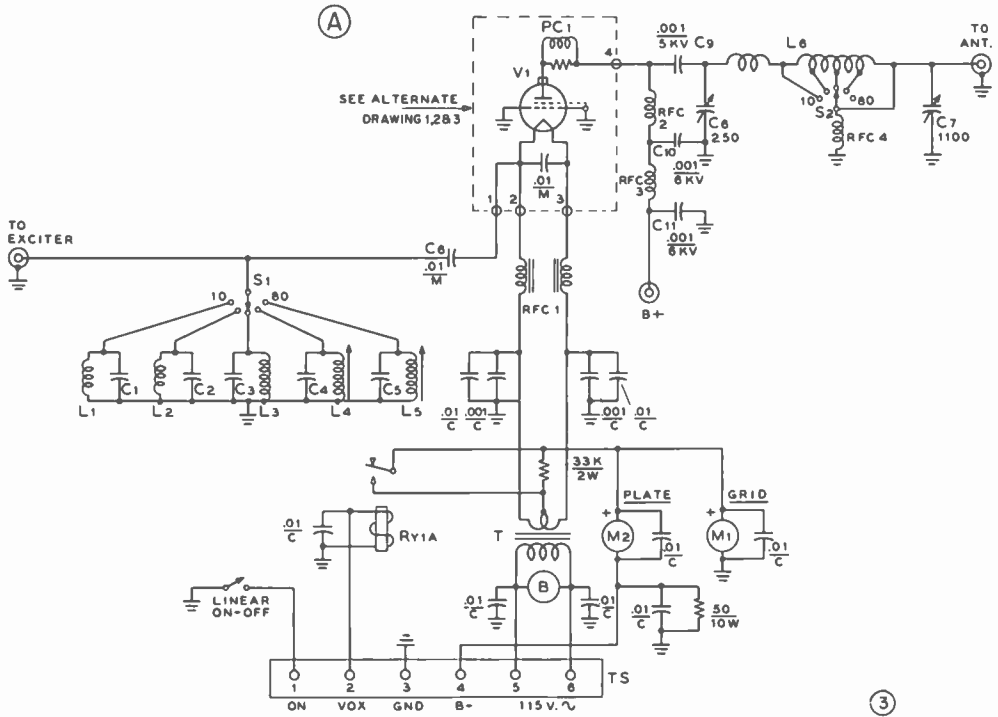 A
PC1
4
.001
5KV
C9
L6
TO
ANT.
V1
SEE ALTERNATE
DRAWING 1,2&3
10
80
S2
RFC4
C7
1100
RFC
2
C8
250
C10
.001
6KV
RFC
3
C11
.001
6KV
B+
.01
M
1
2
3
TO
EXCITER
C6
.01
M
S1
10
80
RFC1
C1
C2
C3
C4
C5
L1
L2
L3
L4
L5
.01
C
.001
C
.001
C
.01
C
33K
2W
PLATE
GRID
+
M2
.01
C
+
M1
.01
C
.01
C
RY1A
T
B
.01
C
.01
C
.01
C
50
10W
LINEAR
ON-OFF
TS
1
2
3
4
5
6
ON
VOX
GND
B-
115 V. ∿
3